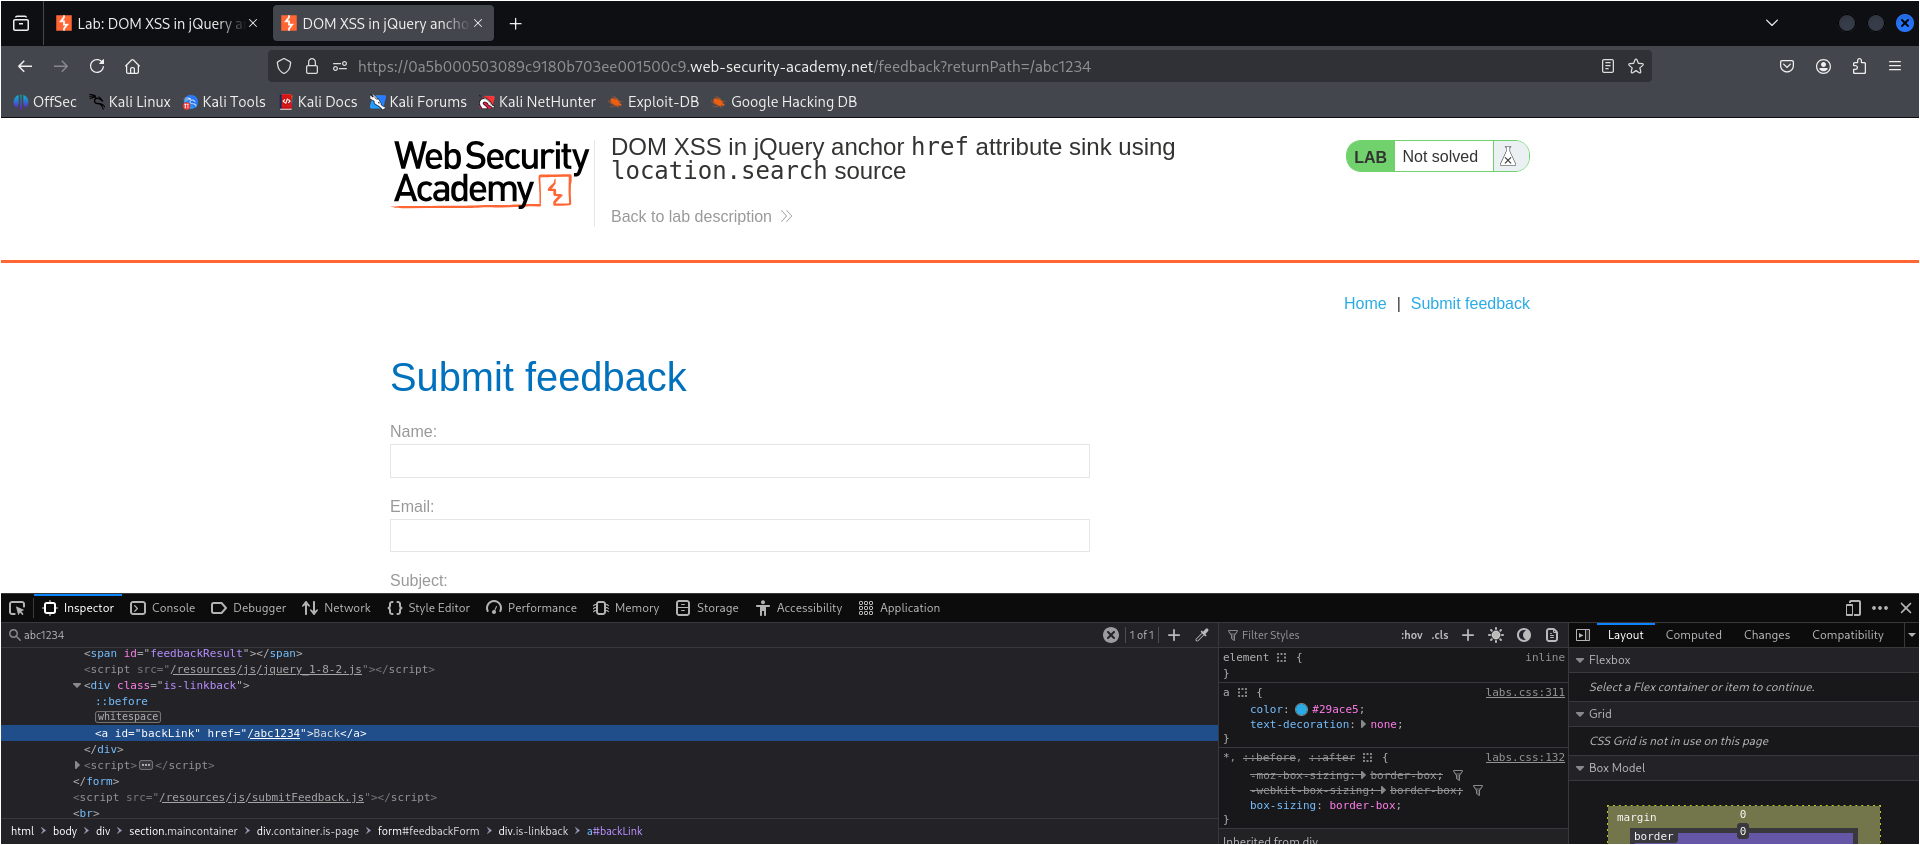 Lab: DOM XSS in jQuery a
DOM XSS in jQuery ancho
https://0a5b000503089c9180b703ee001500c9.web-security-academy.net/feedback?returnPath=/abc1234
OffSec Kali Linux Kali Tools Kali Docs Kali Forums Kali NetHunter Exploit-DB Google Hacking DB
Web Security
Academy
DOM XSS in jQuery anchor href attribute sink using
location.search source
Back to lab description
LAB Not solved
Home | Submit feedback
Submit feedback
Name:
Email:
Subject:
Inspector Console Debugger Network Style Editor Performance Memory Storage Accessibility Application
abc1234
1 of 1
<span id="feedbackResult"></span>
<script src="/resources/js/jquery_1-8-2.js"></script>
<div class="is-linkback">
::before
whitespace
<a id="backLink" href="/abc1234">Back</a>
</div>
<script></script>
</form>
<script src="/resources/js/submitFeedback.js"></script>
<br>
html > body > div > section.maincontainer > div.container.is-page > form#feedbackForm > div.is-linkback > a#backLink
Filter Styles :hov .cls
element { inline
}
a { labs.css:311
color: #29ace5;
text-decoration: none;
}
*, ::before, ::after { labs.css:132
-moz-box-sizing: border-box;
-webkit-box-sizing: border-box;
box-sizing: border-box;
}
Inherited from div
Layout Computed Changes Compatibility
Flexbox
Select a Flex container or item to continue.
Grid
CSS Grid is not in use on this page
Box Model
margin 0
border 0